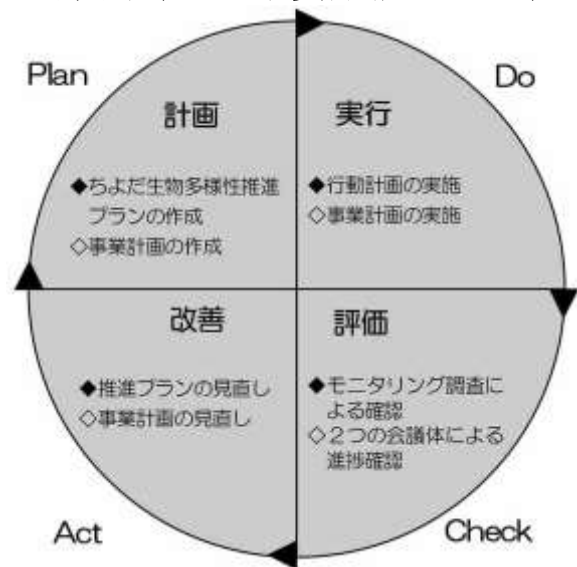 Plan
計画
◆ちよだ生物多様性推進
プランの作成
◇事業計画の作成
Do
実行
◆行動計画の実施
◇事業計画の実施
改善
◆推進プランの見直し
◇事業計画の見直し
Act
評価
◆モニタリング調査に
よる確認
◇2つの会議体による
進捗確認
Check